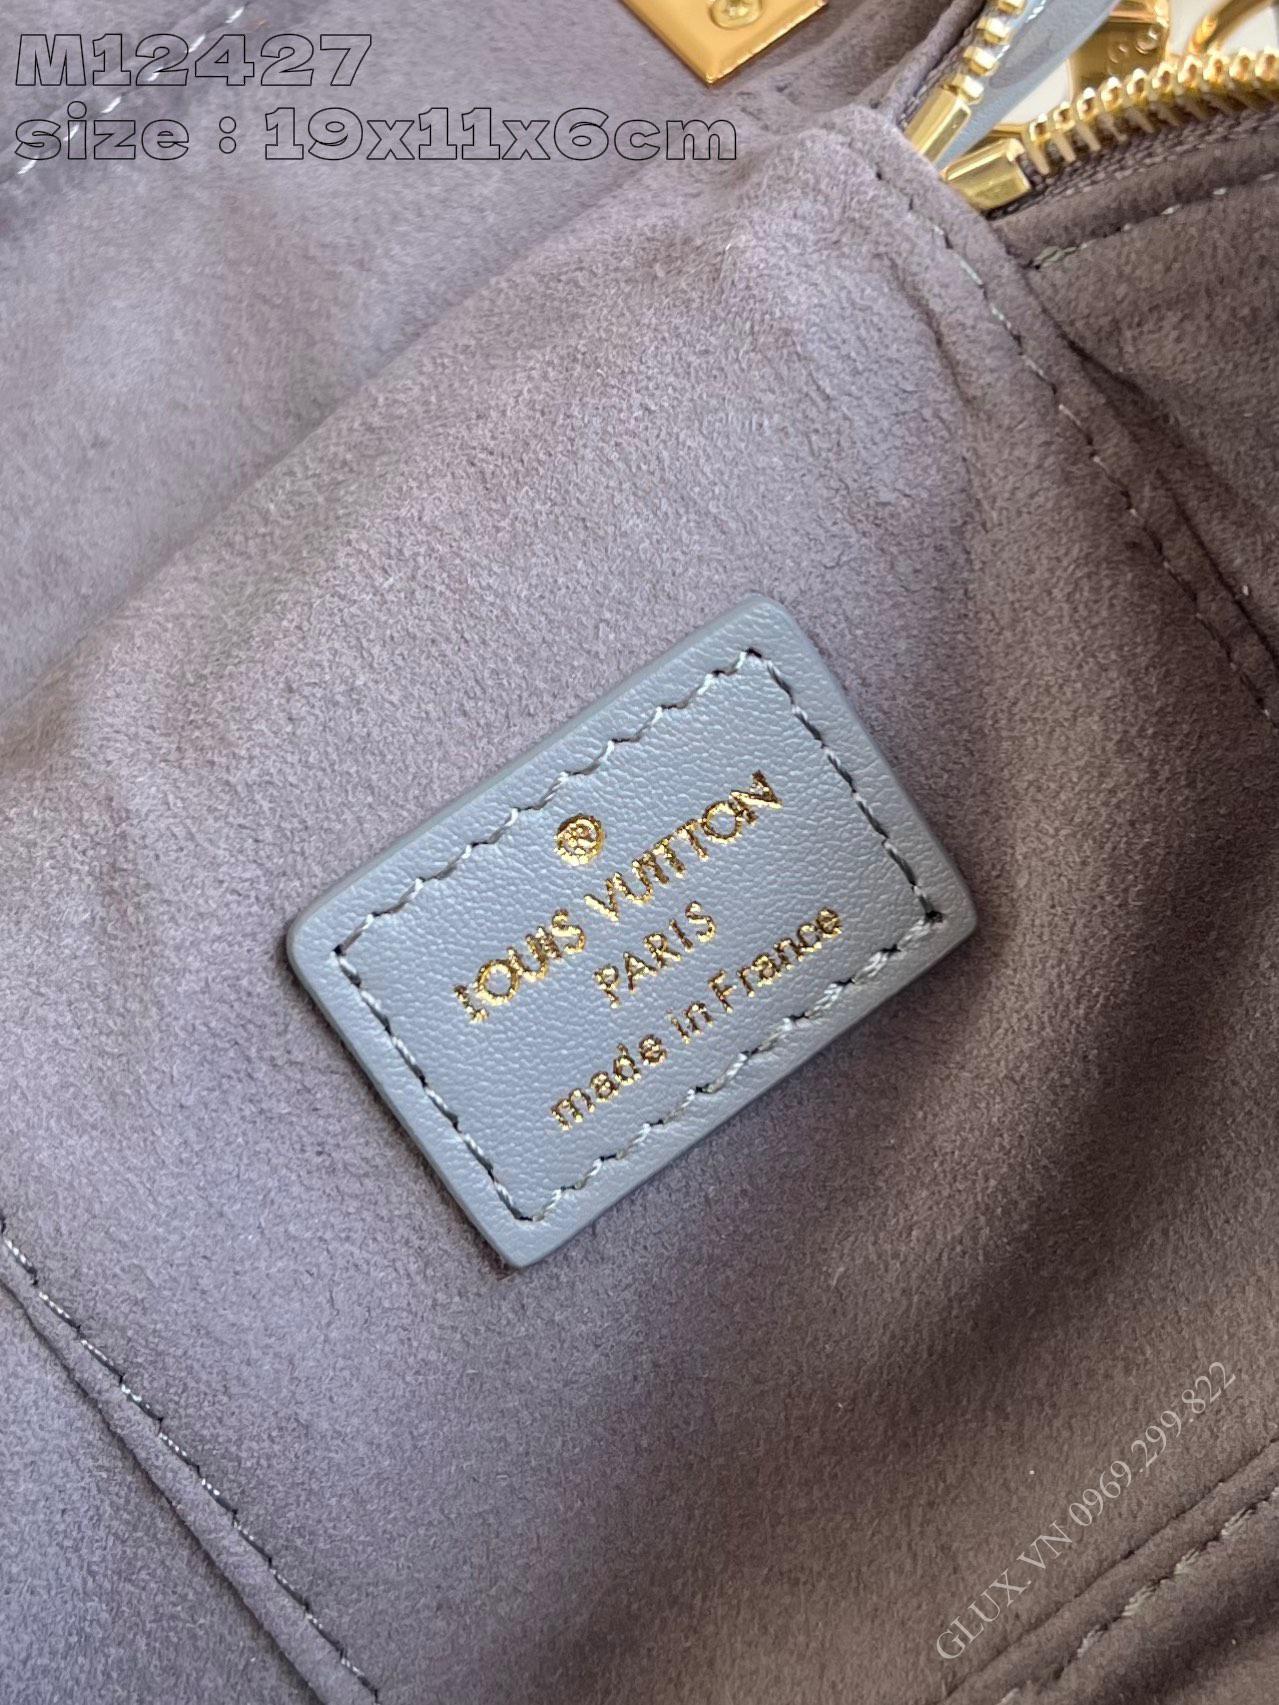 M12427
size : 19x11x6cm
®
LOUIS VUITTON
PARIS
made in France
GLUX.VN 0969.299.822